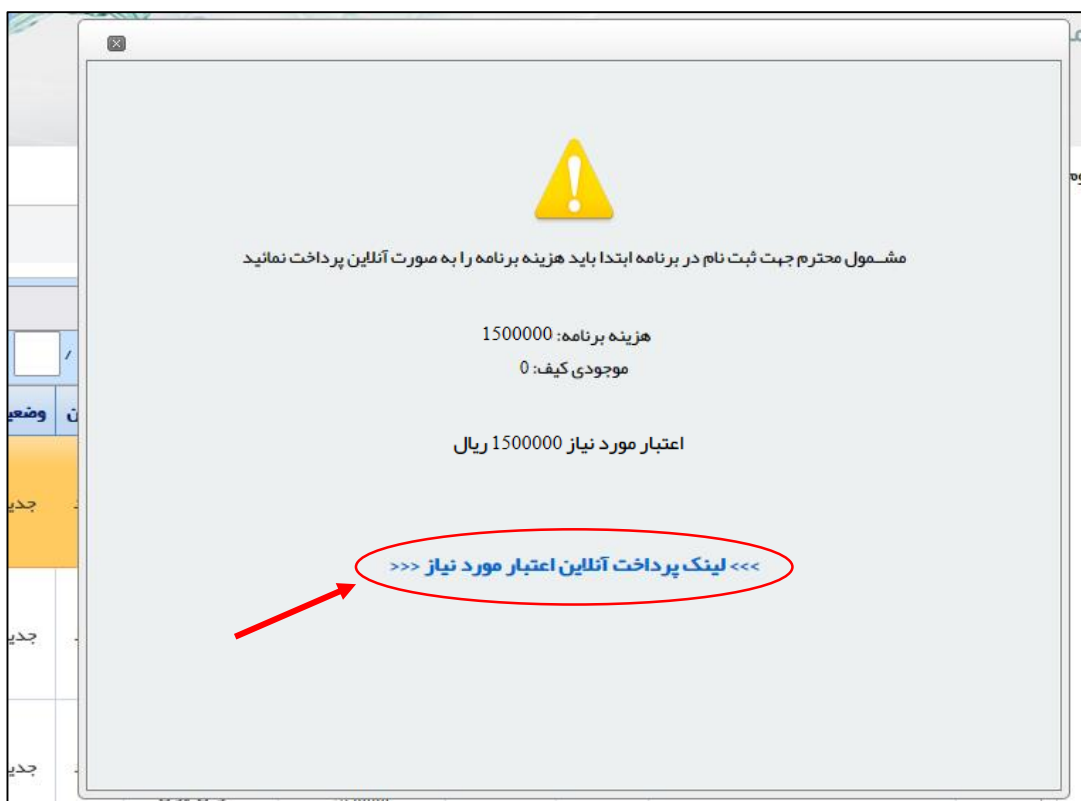 مشـمول محترم جهت ثبت نام در برنامه ابتدا باید هزینه برنامه را به صورت آنلاین پرداخت نمائید
هزینه برنامه: 1500000
موجودی کیف: 0
اعتبار مورد نیاز 1500000 ریال
>>> لینک پرداخت آنلاین اعتبار مورد نیاز <<<
/